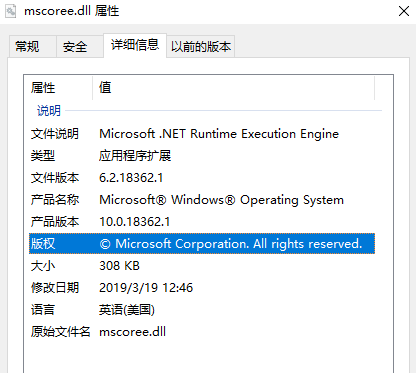 mscoree.dll 属性
常规 安全 详细信息 以前的版本
属性 值
说明
文件说明 Microsoft .NET Runtime Execution Engine
类型 应用程序扩展
文件版本 6.2.18362.1
产品名称 Microsoft® Windows® Operating System
产品版本 10.0.18362.1
版权 © Microsoft Corporation. All rights reserved.
大小 308 KB
修改日期 2019/3/19 12:46
语言 英语(美国)
原始文件名 mscoree.dll